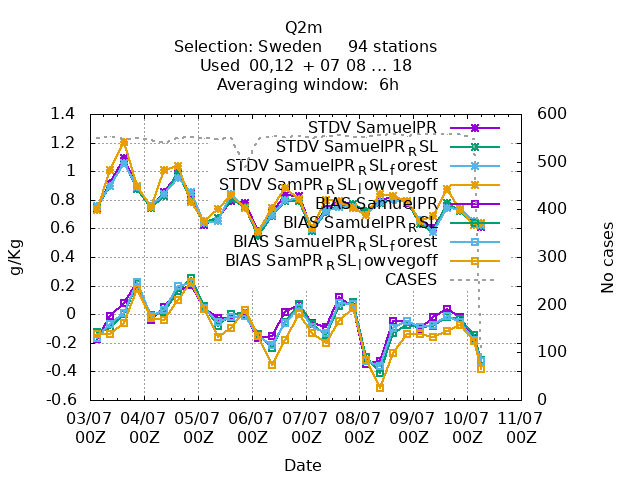 Q2m
Selection: Sweden 94 stations
Used 00,12 + 07 08 ... 18
Averaging window: 6h
1.4
1.2
1
0.8
0.6
0.4
0.2
0
-0.2
-0.4
-0.6
g/Kg
STDV SamuelPR
STDV SamuelPR_RSL
STDV SamuelPR_RSL_forest
STDV SamPR_RSL_lowvegoff
BIAS SamuelPR
BIAS SamuelPR_RSL
BIAS SamuelPR_RSL_forest
BIAS SamPR_RSL_lowvegoff
CASES
600
500
400
300
200
100
0
No cases
03/07 04/07 05/07 06/07 07/07 08/07 09/07 10/07 11/07
00Z 00Z 00Z 00Z 00Z 00Z 00Z 00Z 00Z
Date